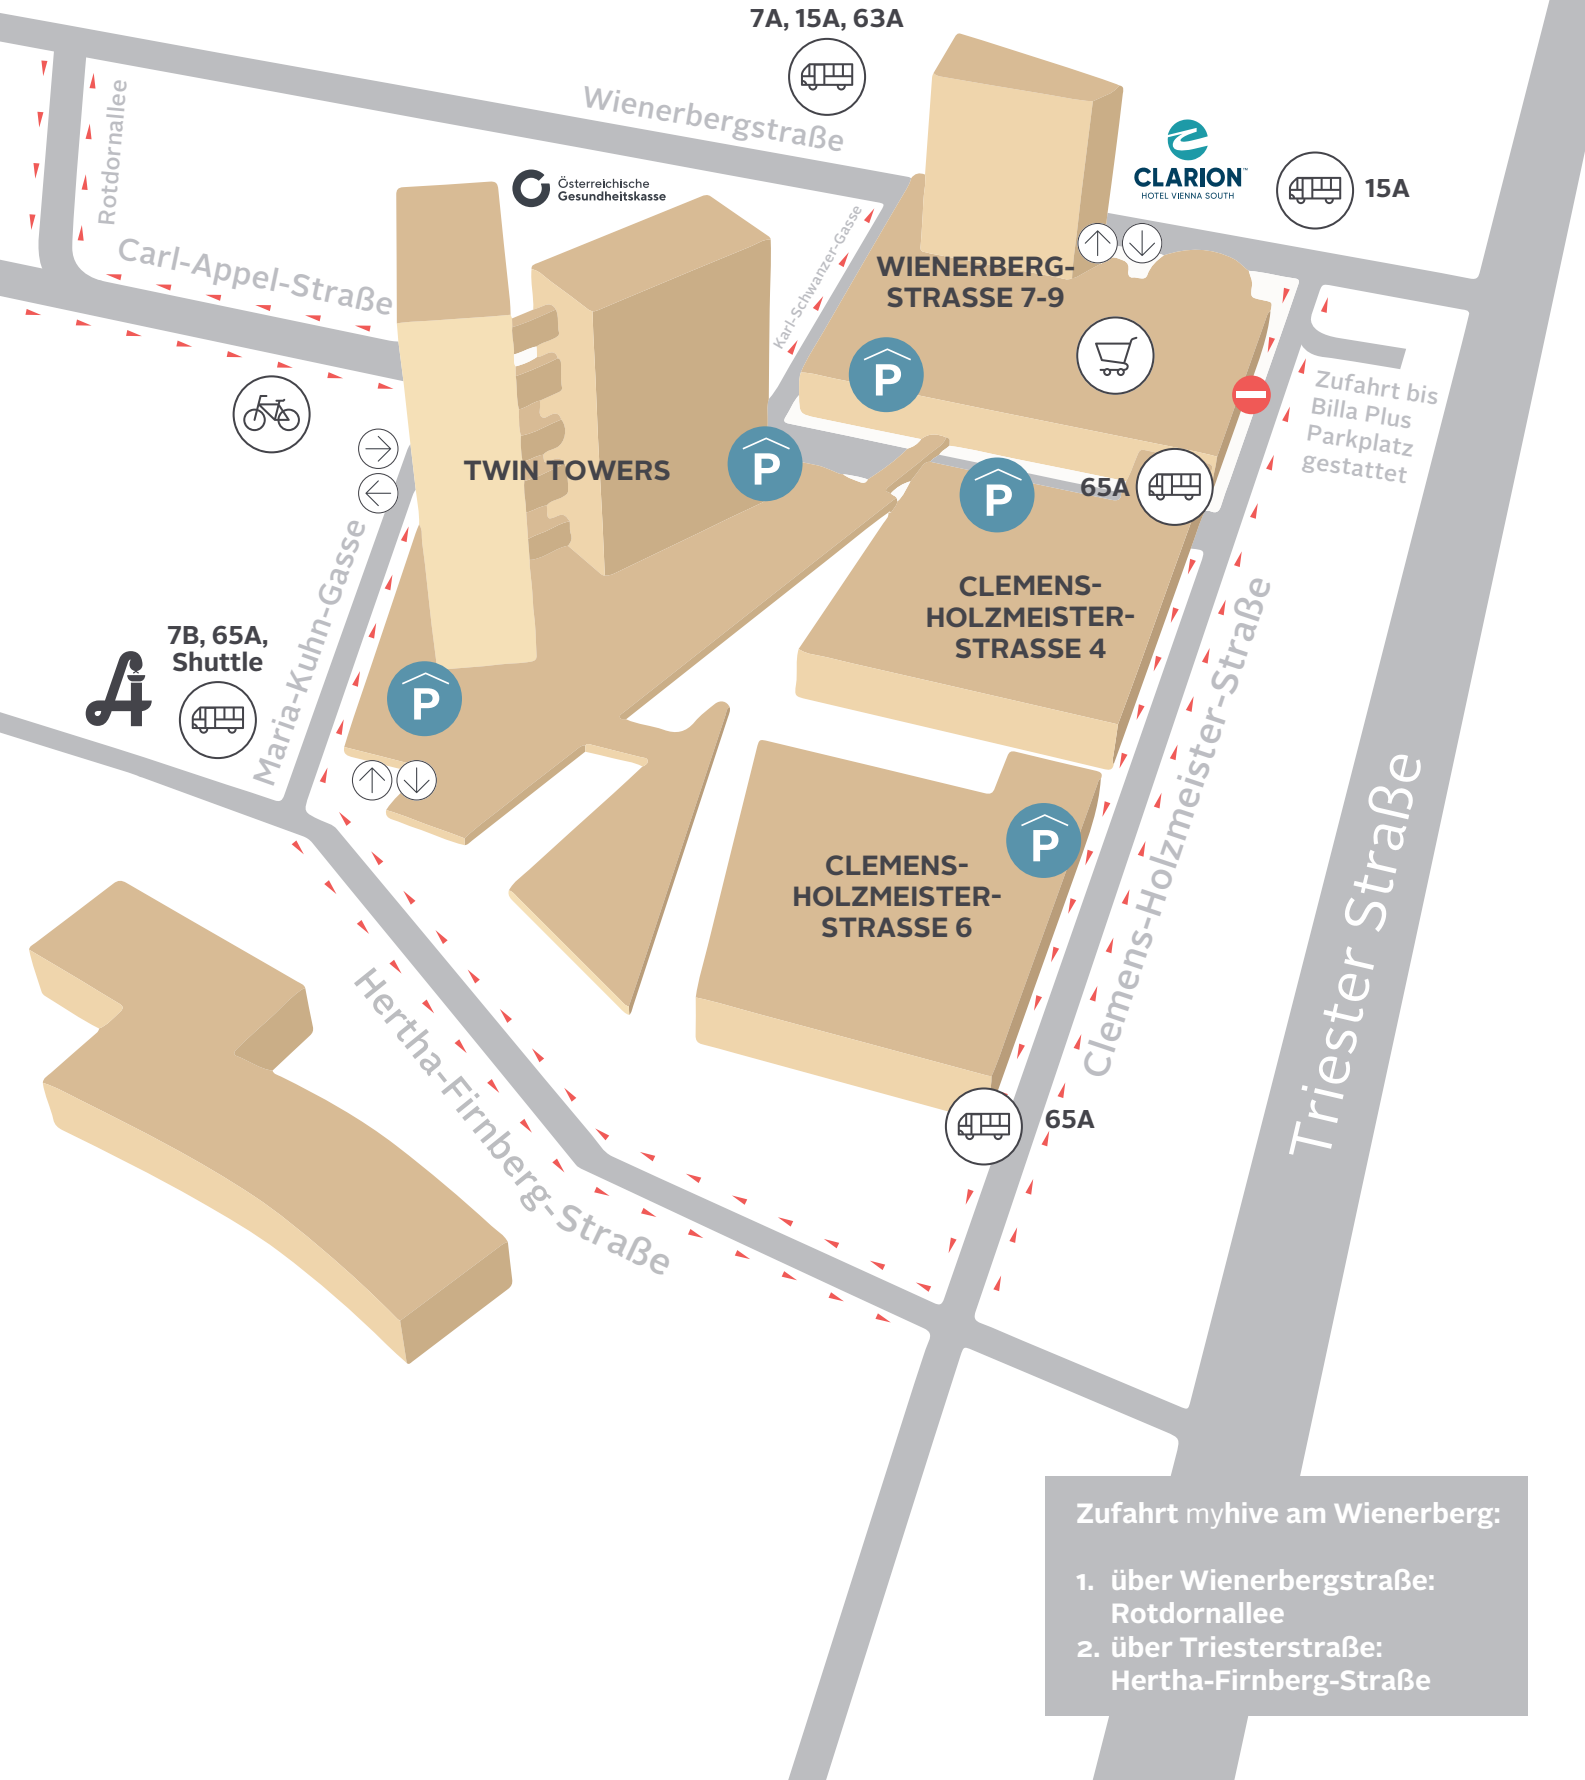 7A, 15A, 63A
Wienerbergstraße
Rotdornallee
Österreichische
Gesundheitskasse
CLARION™
HOTEL VIENNA SOUTH
15A
Carl-Appel-Straße
Karl-Schwanzer-Gasse
WIENERBERG-
STRASSE 7-9
P
Zufahrt bis
Billa Plus
Parkplatz
gestattet
TWIN TOWERS
P
P
65A
Maria-Kuhn-Gasse
CLEMENS-
HOLZMEISTER-
STRASSE 4
7B, 65A,
Shuttle
P
Clemens-Holzmeister-Straße
Triester Straße
P
CLEMENS-
HOLZMEISTER-
STRASSE 6
Hertha-Firnberg-Straße
65A
Zufahrt myhive am Wienerberg:
1. über Wienerbergstraße:
Rotdornallee
2. über Triesterstraße:
Hertha-Firnberg-Straße